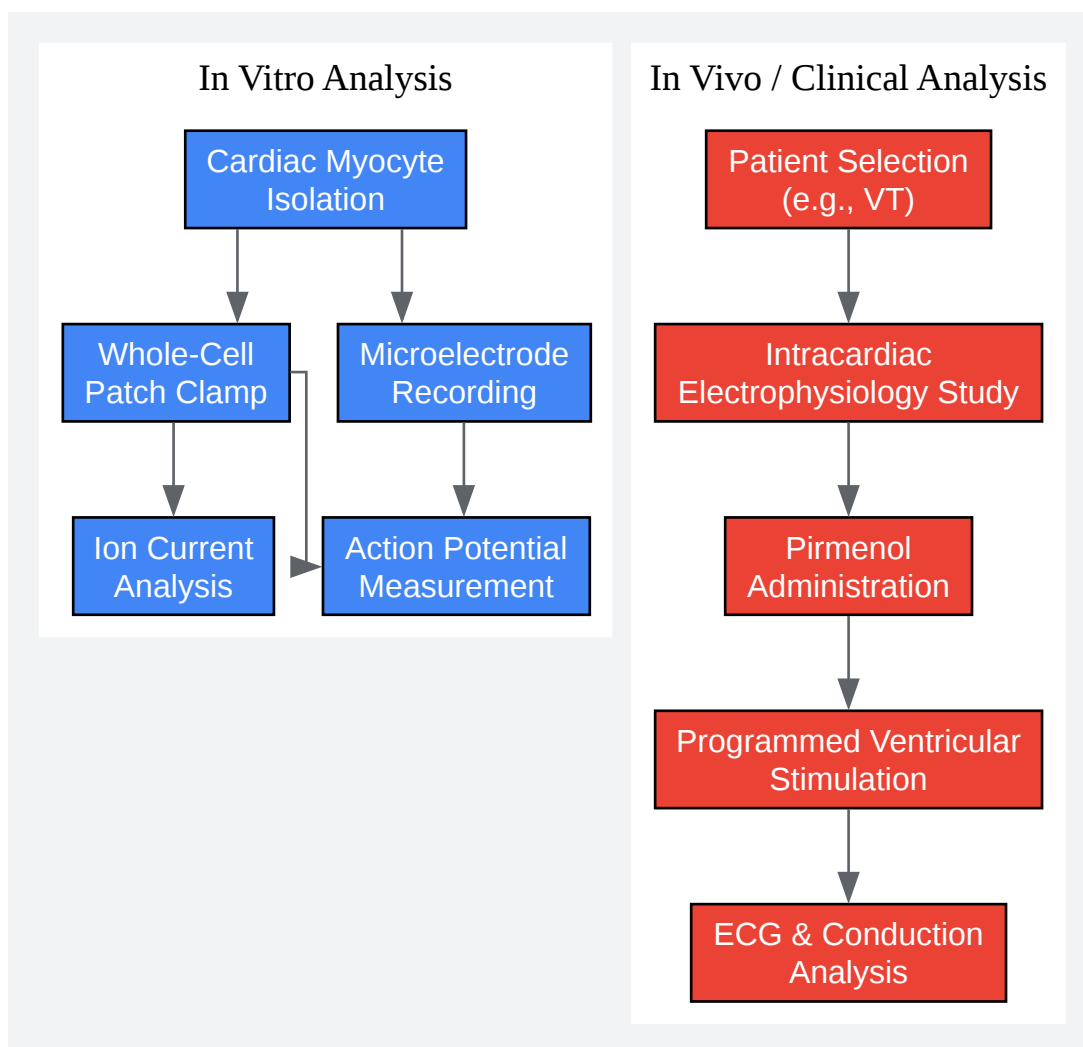 In Vitro Analysis
Cardiac Myocyte
Isolation
Whole-Cell
Patch Clamp
Microelectrode
Recording
Ion Current
Analysis
Action Potential
Measurement
In Vivo / Clinical Analysis
Patient Selection
(e.g., VT)
Intracardiac
Electrophysiology Study
Pirmenol
Administration
Programmed Ventricular
Stimulation
ECG & Conduction
Analysis